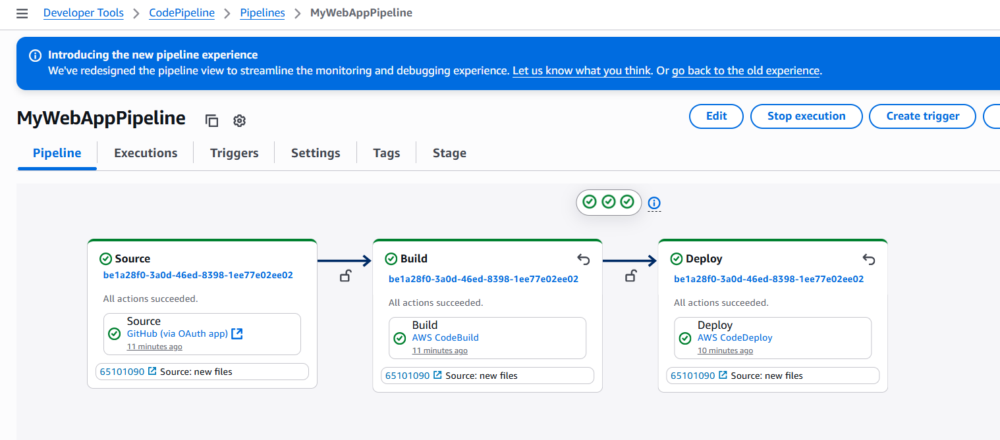 Developer Tools > CodePipeline > Pipelines > MyWebAppPipeline
Introducing the new pipeline experience
We've redesigned the pipeline view to streamline the monitoring and debugging experience. Let us know what you think. Or go back to the old experience.
MyWebAppPipeline
Edit
Stop execution
Create trigger
Pipeline
Executions
Triggers
Settings
Tags
Stage
Source
be1a28f0-3a0d-46ed-8398-1ee77e02ee02
All actions succeeded.
Source
GitHub (via OAuth app)
11 minutes ago
65101090 Source: new files
Build
be1a28f0-3a0d-46ed-8398-1ee77e02ee02
All actions succeeded.
Build
AWS CodeBuild
11 minutes ago
65101090 Source: new files
Deploy
be1a28f0-3a0d-46ed-8398-1ee77e02ee02
All actions succeeded.
Deploy
AWS CodeDeploy
10 minutes ago
65101090 Source: new files